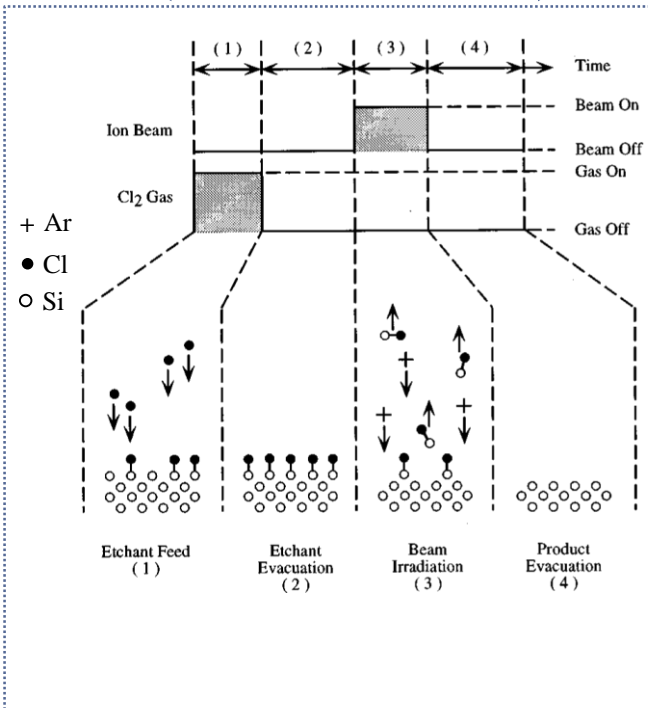 ( 1 ) ( 2 ) ( 3 ) ( 4 )
Time
Beam On
Ion Beam
Beam Off
Gas On
Cl2 Gas
Gas Off
+ Ar
Cl
Si
Etchant Feed
( 1 )
Etchant
Evacuation
( 2 )
Beam
Irradiation
( 3 )
Product
Evacuation
( 4 )